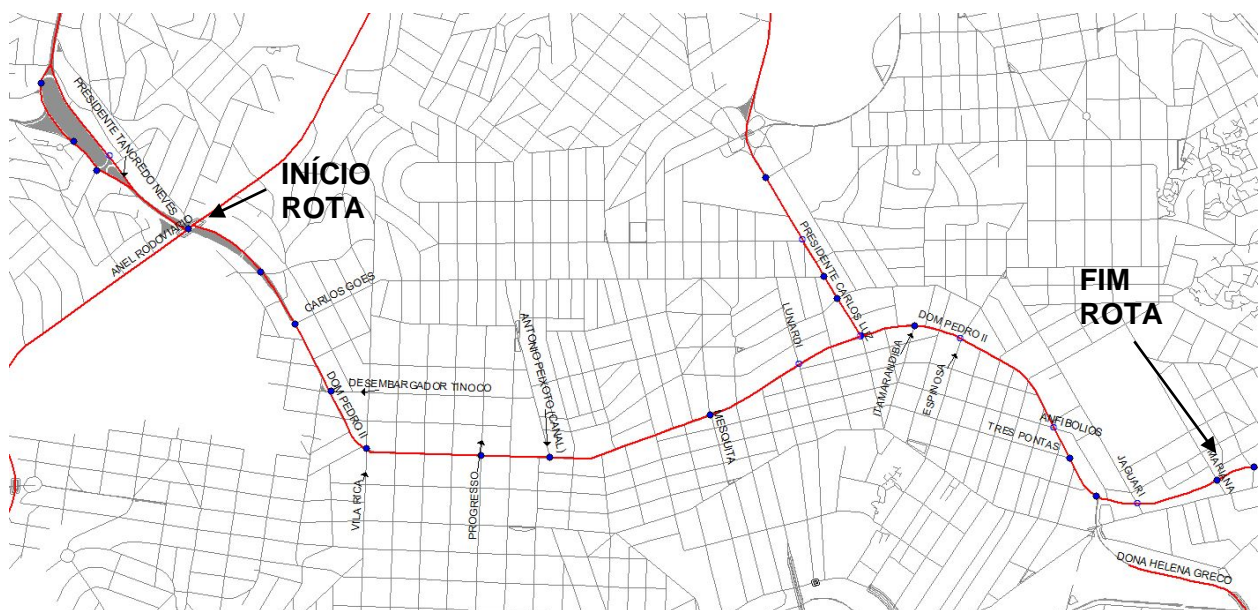 PRESIDENTE TANCREDO NEVES
INÍCIO
ROTA
ANEL RODOVIARIO
CARLOS GOES
DOM PEDRO II
DESEMBARGADOR TINOCO
VILA RICA
PROGRESSO
ANTONIO PEIXOTO (CANAL)
MESQUITA
LUNARDI
PRESIDENTE CARLOS LUZ
ITAMARANDIBA
DOM PEDRO II
ESPINOSA
ANFIBOLIOS
TRES PONTAS
JAGUARI
FIM
ROTA
MARIANA
DONA HELENA GRECO